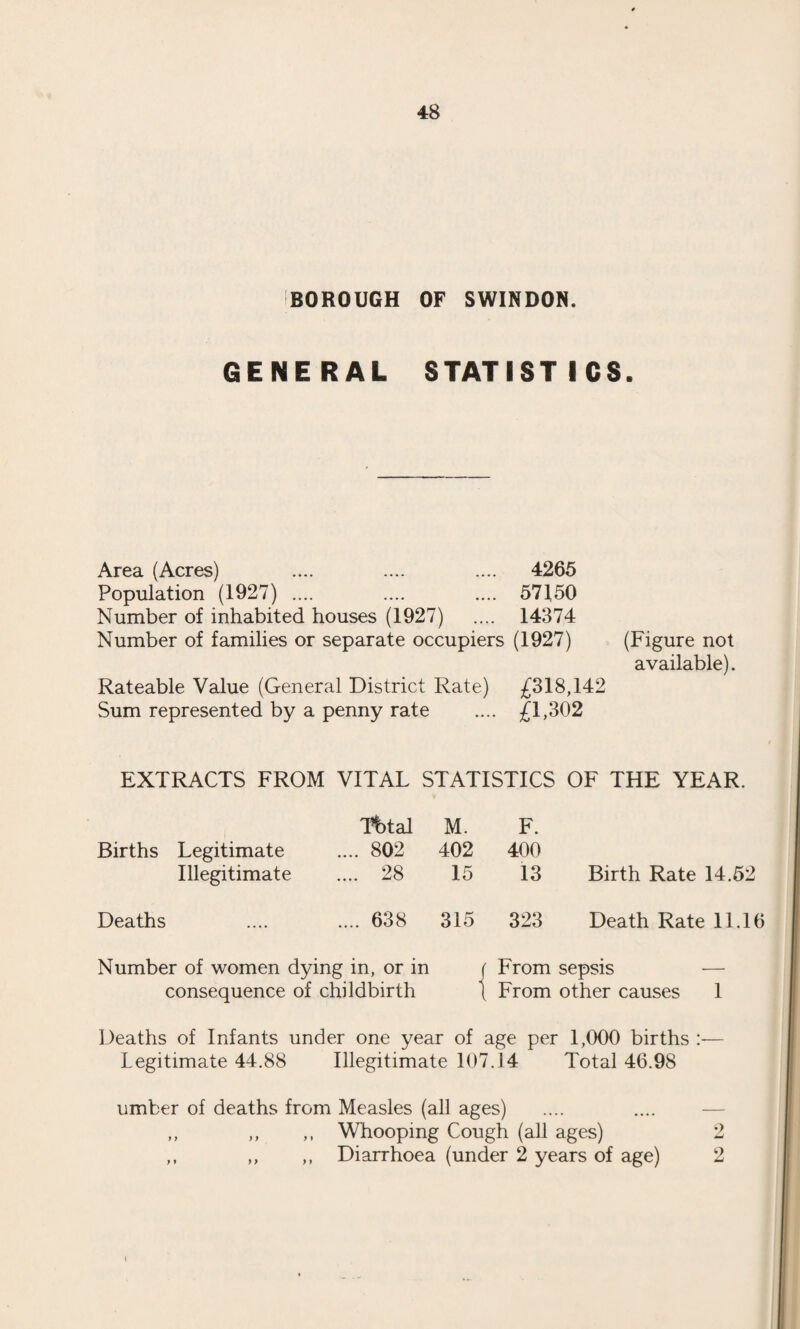 48
BOROUGH OF SWINDON.
GENERAL STATISTICS.
Area (Acres) .... .... .... 4265
Population (1927) .... .... .... 57150
Number of inhabited houses (1927) .... 14374
Number of families or separate occupiers (1927) (Figure not
available).
Rateable Value (General District Rate) £318,142
Sum represented by a penny rate .... £1,302
EXTRACTS FROM VITAL STATISTICS OF THE YEAR.
Total M. F.
Births Legitimate .... 802 402 400
Illegitimate .... 28 15 13 Birth Rate 14.52
Deaths .... .... 638 315 323 Death Rate 11.16
Number of women dying in, or in { From sepsis —
consequence of childbirth { From other causes 1
Deaths of Infants under one year of age per 1,000 births :—
Legitimate 44.88 Illegitimate 107.14 Total 46.98
umber of deaths from Measles (all ages) .... .... —
,, ,, ,, Whooping Cough (all ages) 2
,, ,, ,, Diarrhoea (under 2 years of age) 2